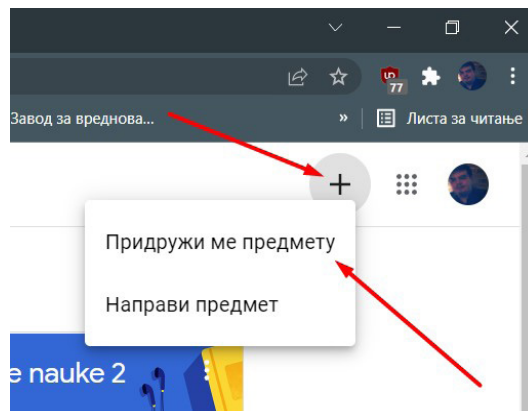 77
Завод за вреднова...
»
Листа за читање
Придружи ме предмету
Направи предмет
e nauke 2